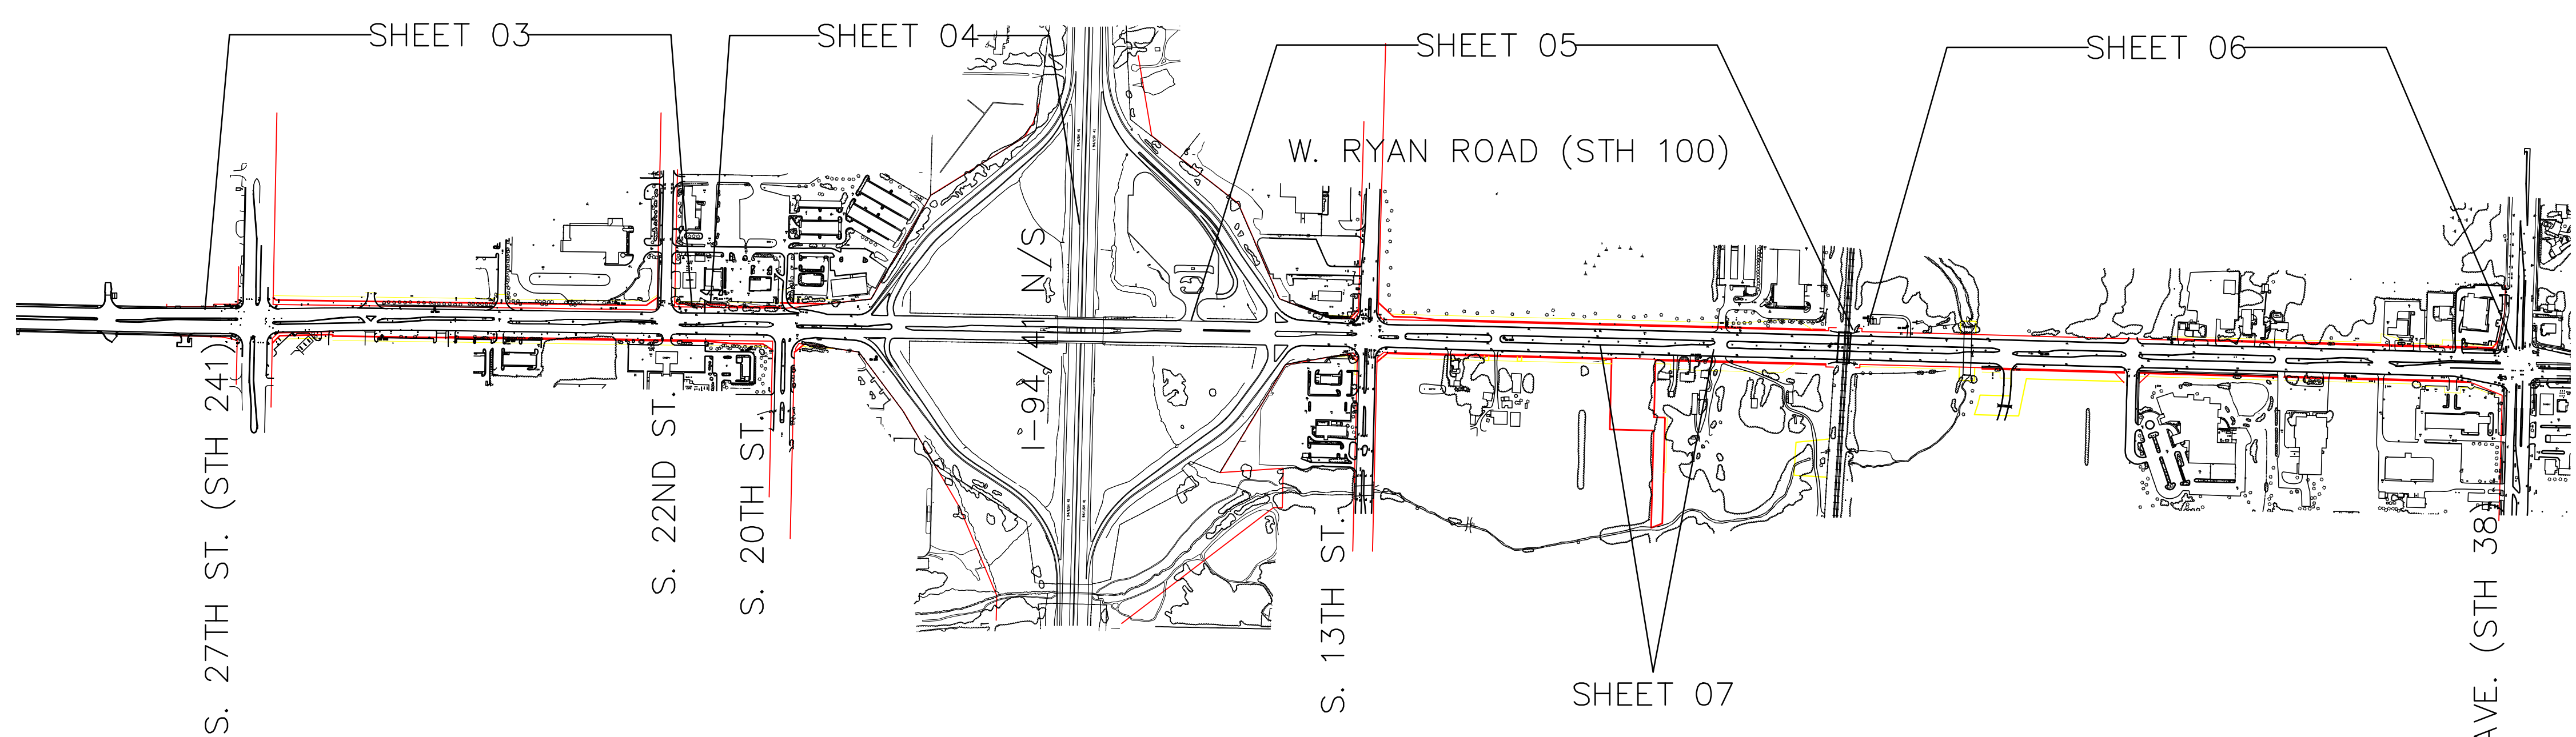 SHEET 03
SHEET 04
SHEET 05
SHEET 06
W. RYAN ROAD (STH 100)
I-94/41 N/S
S. 27TH ST. (STH 241)
S. 22ND ST.
S. 20TH ST.
S. 13TH ST.
AVE. (STH 38)
SHEET 07